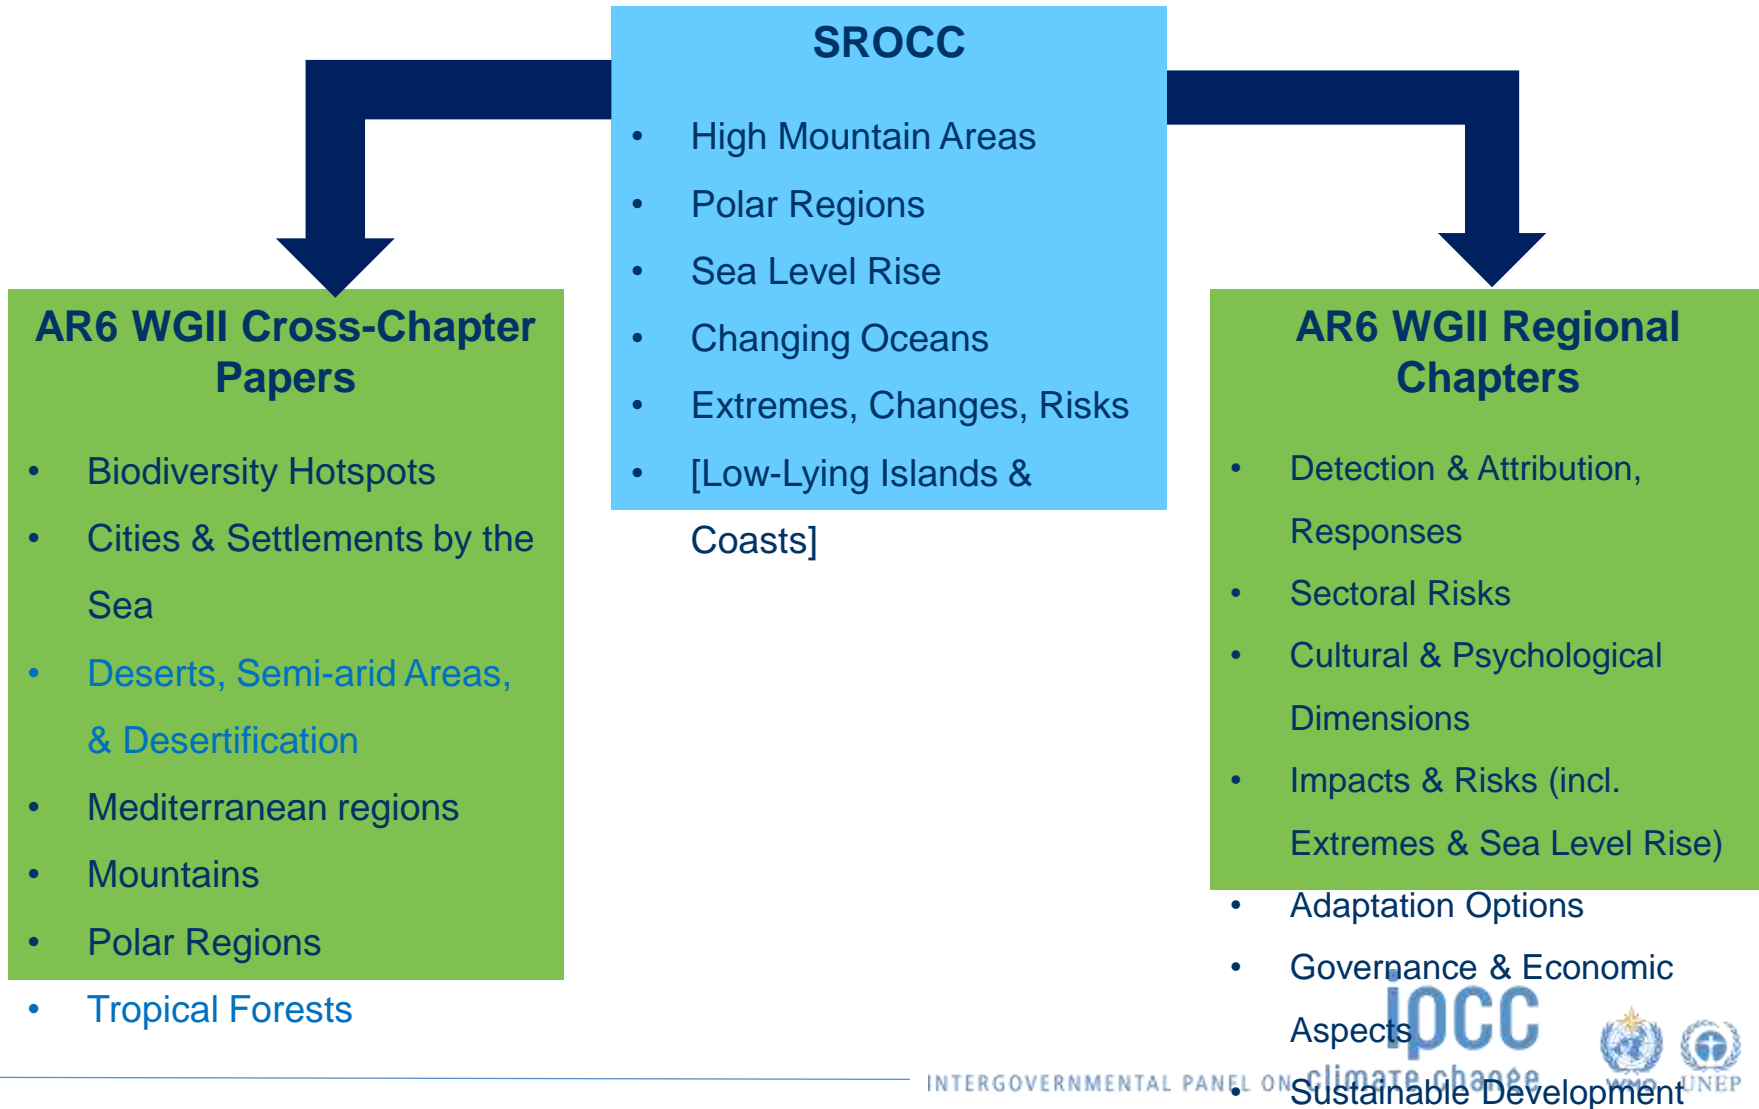 SROCC
• High Mountain Areas
• Polar Regions
• Sea Level Rise
• Changing Oceans
• Extremes, Changes, Risks
• [Low-Lying Islands &
Coasts]
AR6 WGII Cross-Chapter
Papers
• Biodiversity Hotspots
• Cities & Settlements by the
Sea
• Deserts, Semi-arid Areas,
& Desertification
• Mediterranean regions
• Mountains
• Polar Regions
• Tropical Forests
AR6 WGII Regional
Chapters
• Detection & Attribution,
Responses
• Sectoral Risks
• Cultural & Psychological
Dimensions
• Impacts & Risks (incl.
Extremes & Sea Level Rise)
• Adaptation Options
• Governance & Economic
Aspects
• Sustainable Development
ipcc
INTERGOVERNMENTAL PANEL ON climate change
WMO
UNEP